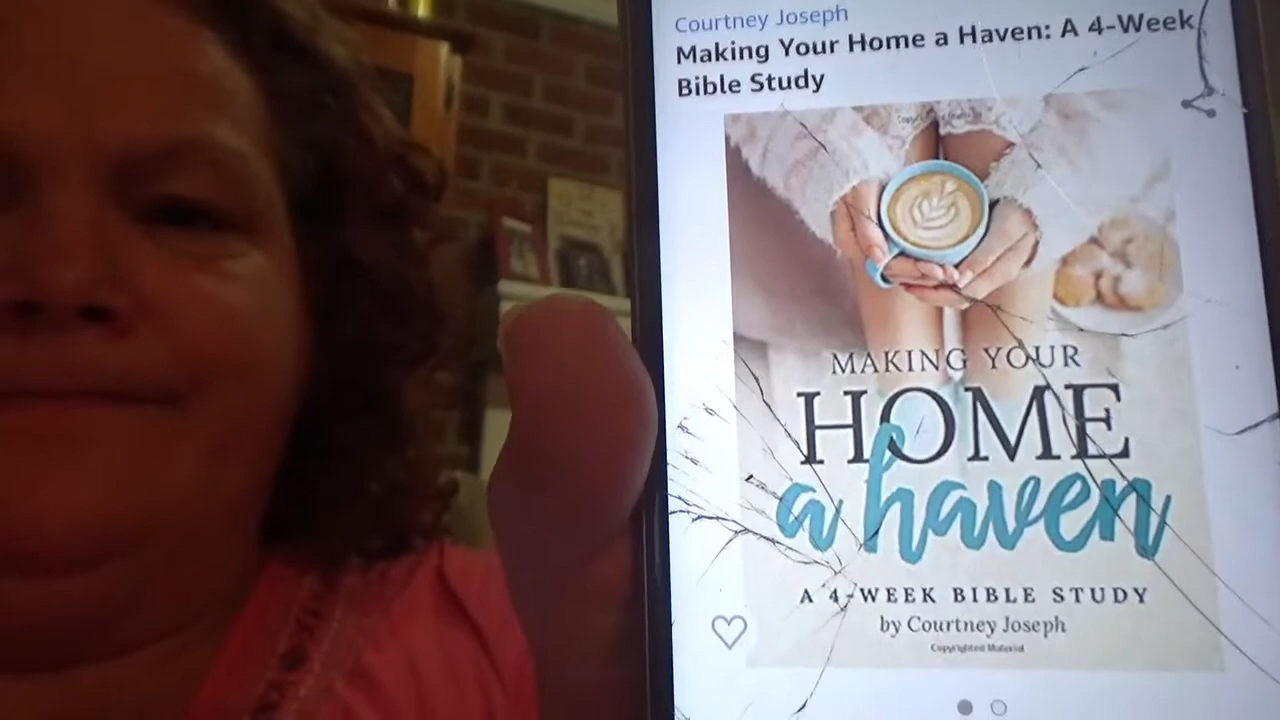 Courtney Joseph
Making Your Home a Haven: A 4-Week
Bible Study
MAKING YOUR
HOME
a haven
A 4-WEEK BIBLE STUDY
by Courtney Joseph
Copyrighted Material